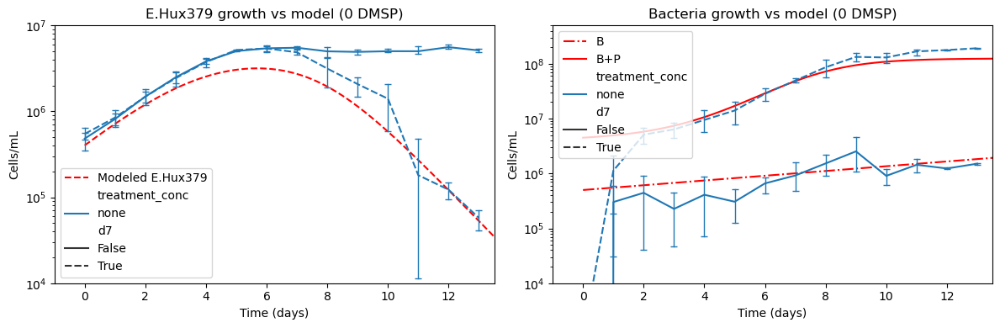 E.Hux379 growth vs model (0 DMSP)
Cells/mL
10^7
10^6
10^5
10^4
Modeled E.Hux379
treatment_conc
none
d7
False
True
0 2 4 6 8 10 12
Time (days)
Bacteria growth vs model (0 DMSP)
Cells/mL
10^8
10^7
10^6
10^5
10^4
B
B+P
treatment_conc
none
d7
False
True
0 2 4 6 8 10 12
Time (days)